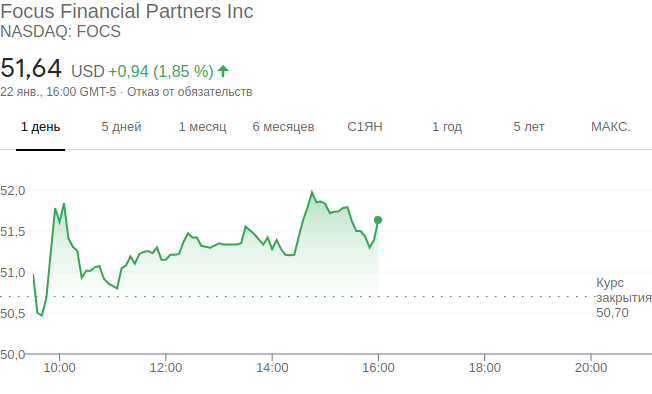 Focus Financial Partners Inc
NASDAQ: FOCS
51,64 USD +0,94 (1,85 %)
22 янв., 16:00 GMT-5 · Отказ от обязательств
1 день 5 дней 1 месяц 6 месяцев С1ЯН 1 год 5 лет МАКС.
52,0
51,5
51,0
Курс
закрытия
50,70
50,5
50,0
10:00 12:00 14:00 16:00 18:00 20:00